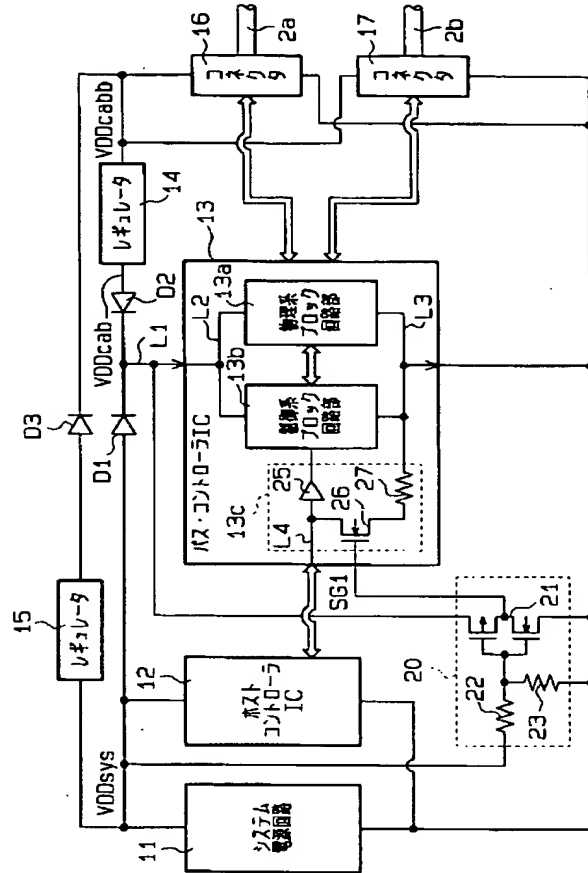 VDDsys
15
レギュレータ
D3
D1
VDDcab
D2
L1
レギュレータ
14
VDDcabb
16
コネクタ
2a
コネクタ
17
2b
11
システム
電源回路
12
ホスト
コントローラ
IC
13
バス・コントローラIC
L2
13a
物理系
ブロック
回路部
13b
制御系
ブロック
回路部
L3
13c
25
L4
26
27
SG1
20
21
22
23